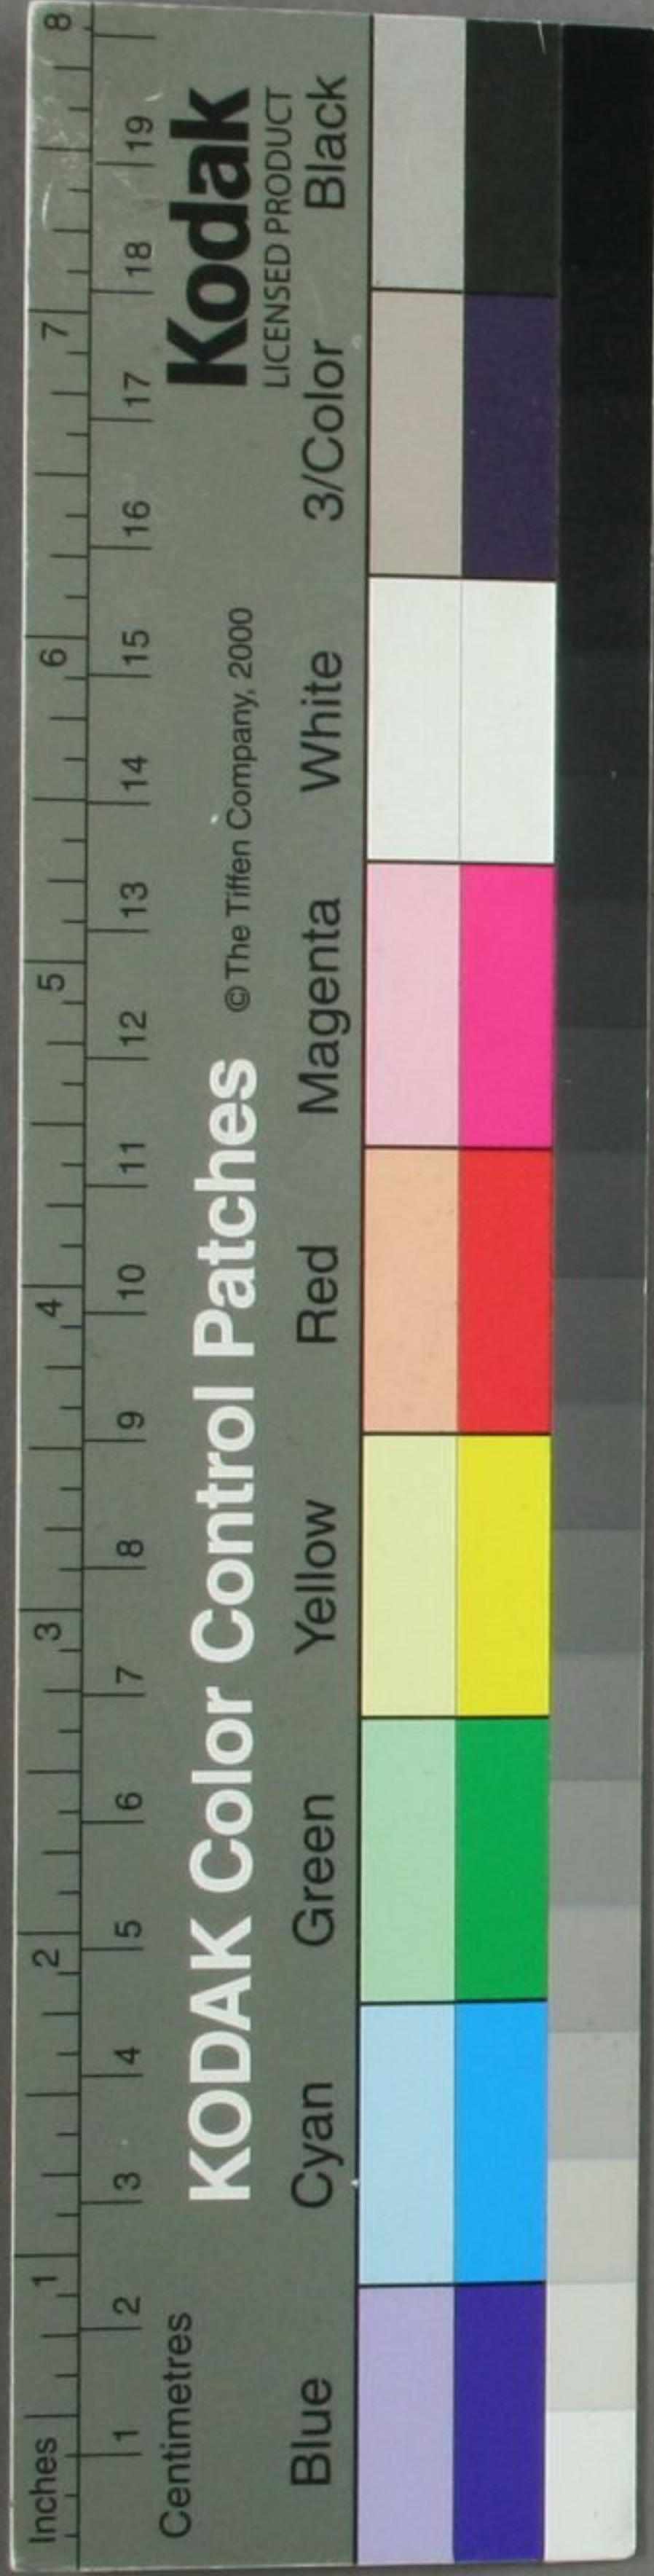 Inches 1 2 3 4 5 6 7 8
1 2 3 4 5 6 7 8 9 10 11 12 13 14 15 16 17 18 19
Centimetres
KODAK Color Control Patches © The Tiffen Company, 2000 Kodak
LICENSED PRODUCT
Blue Cyan Green Yellow Red Magenta White 3/Color Black